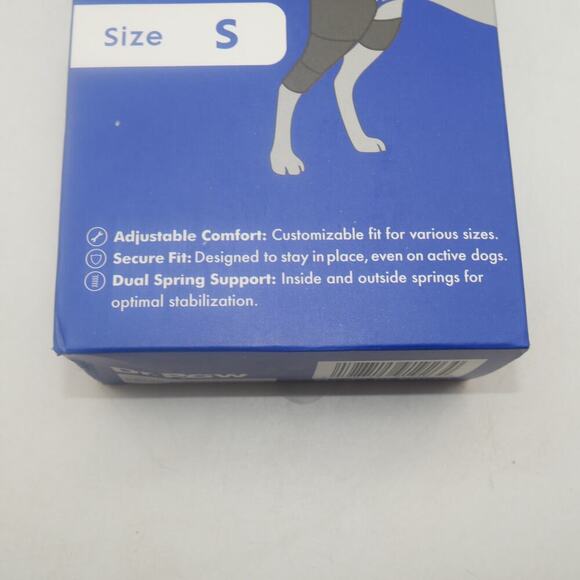 Size S
Adjustable Comfort: Customizable fit for various sizes.
Secure Fit: Designed to stay in place, even on active dogs.
Dual Spring Support: Inside and outside springs for
optimal stabilization.